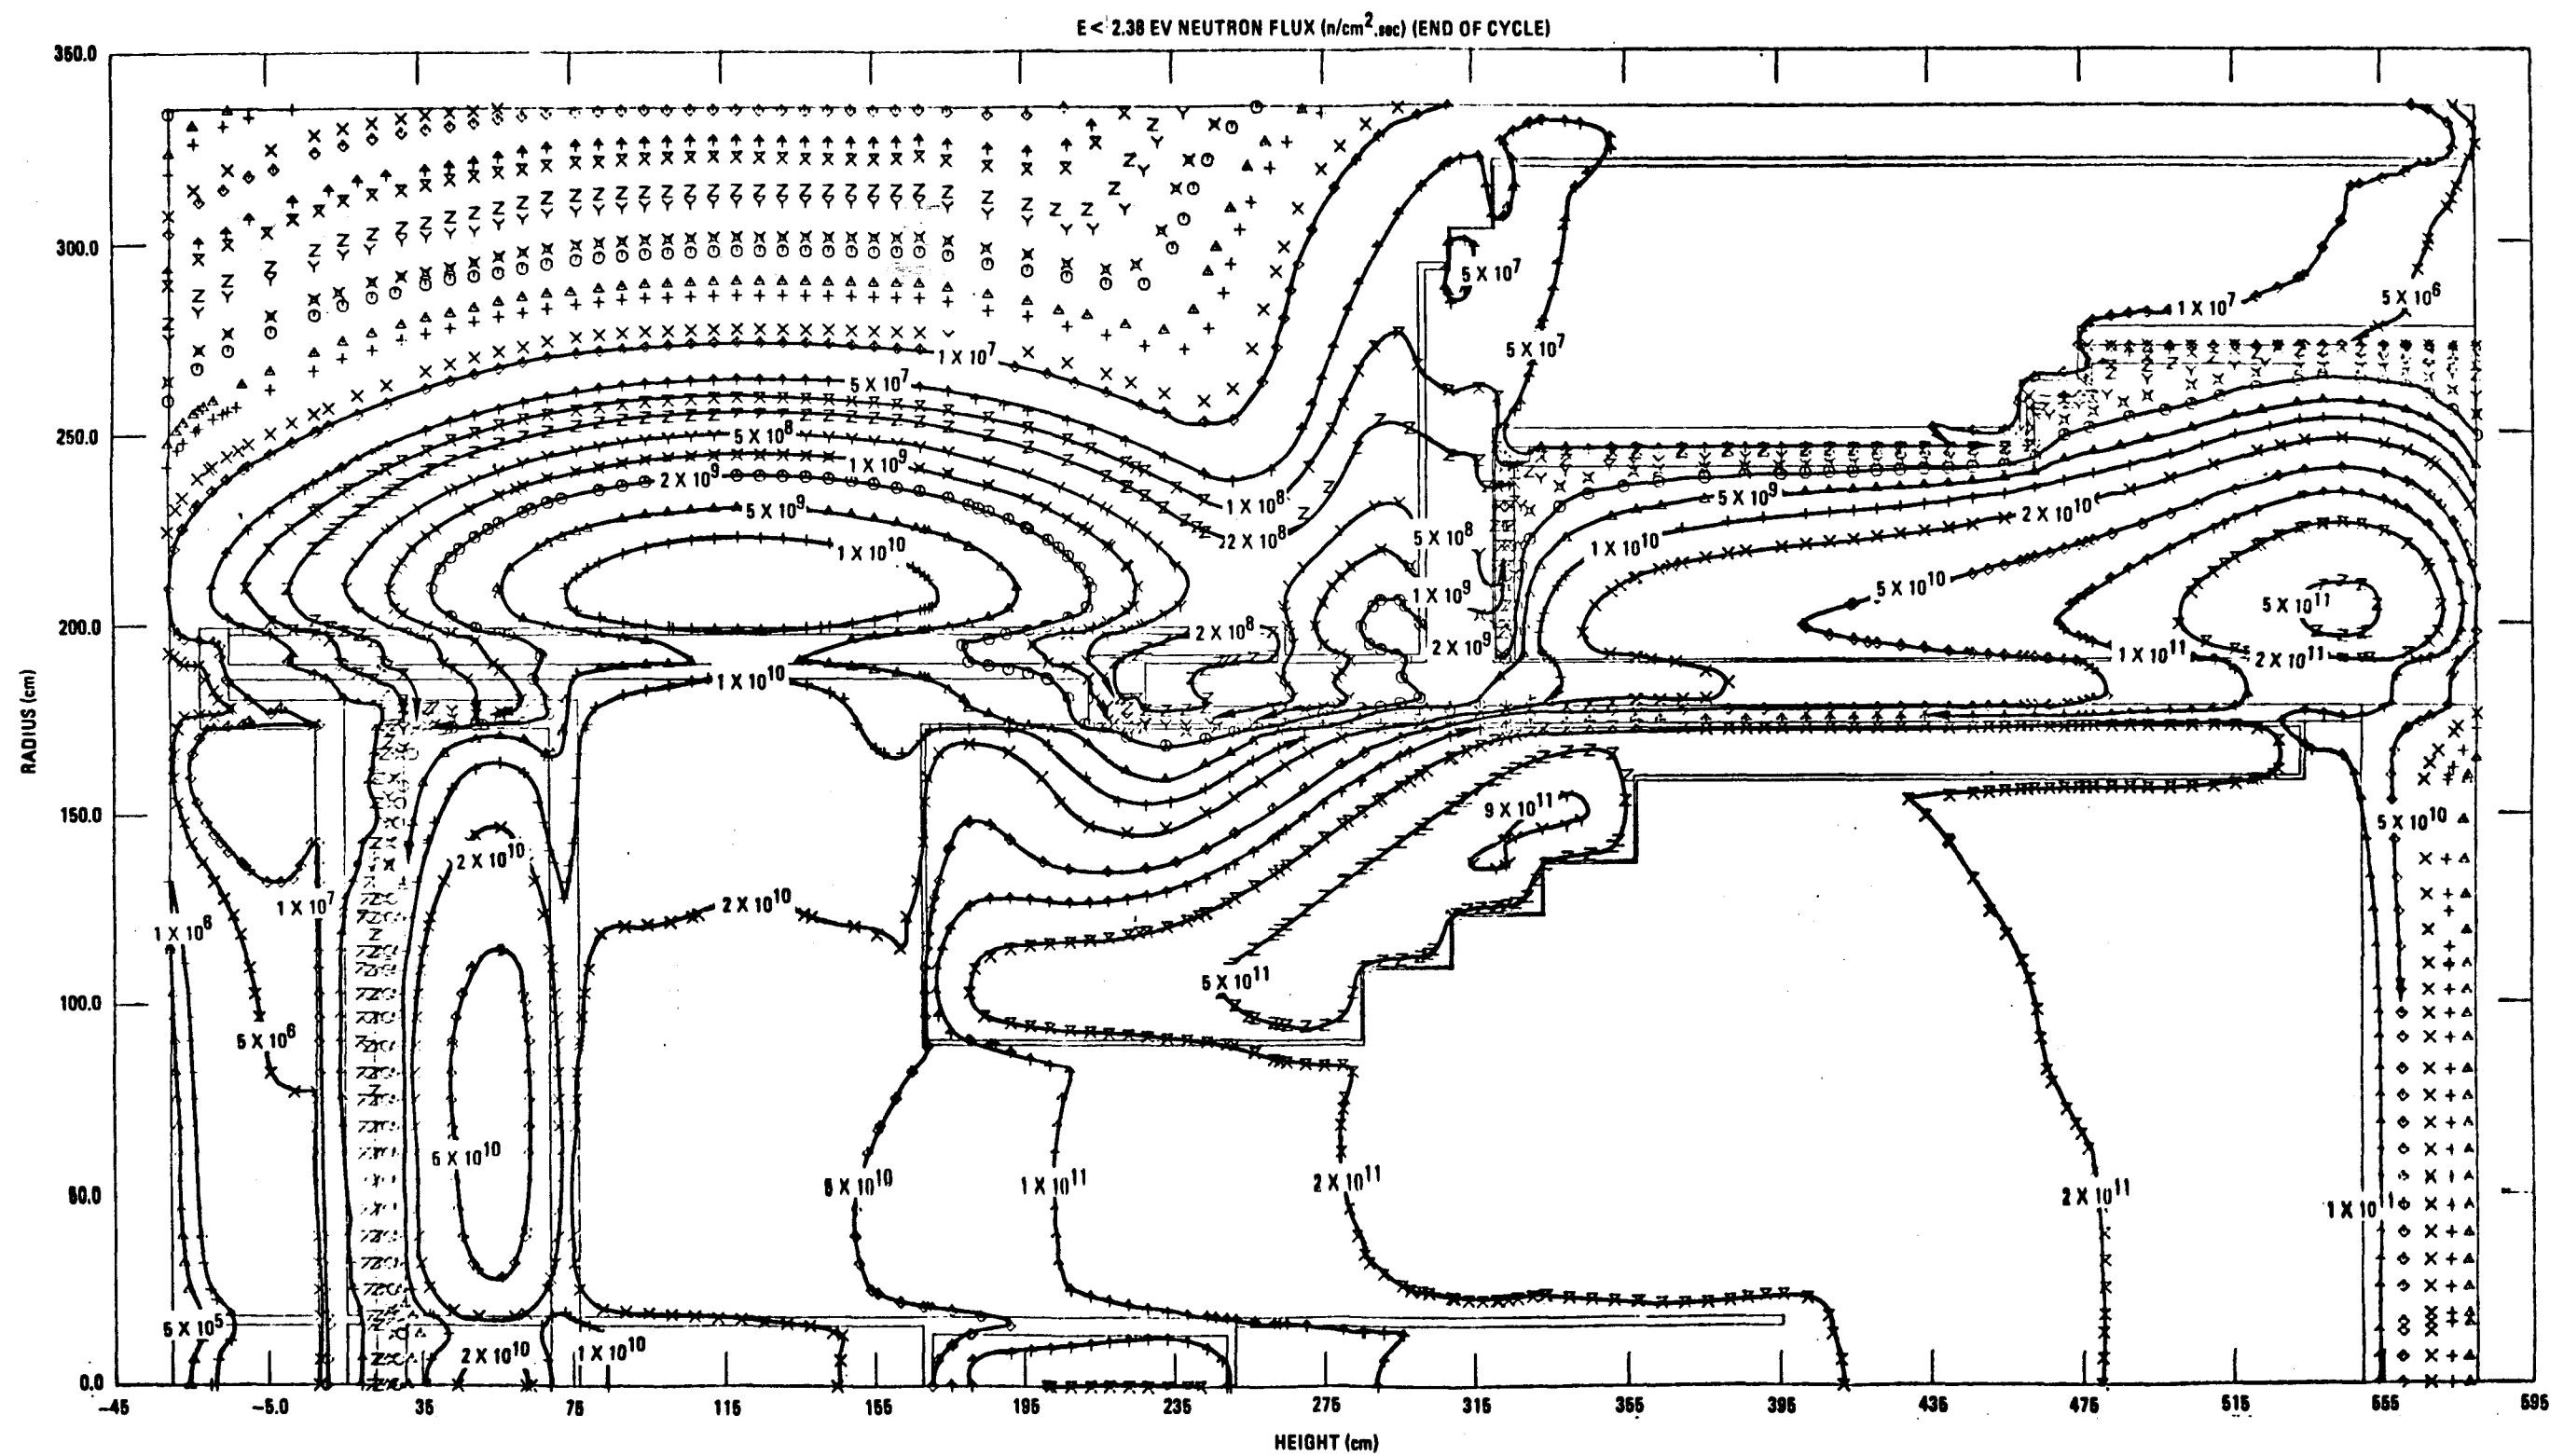 E < 2.38 EV NEUTRON FLUX (n/cm².sec) (END OF CYCLE)
350.0
300.0
5 X 10⁷
5 X 10⁶
1 X 10⁷
1 X 10⁷
5 X 10⁷
5 X 10⁷
250.0
5 X 10⁸
1 X 10⁹
2 X 10⁹
5 X 10⁹
1 X 10⁸
5 X 10⁹
2 X 10¹⁰
2 X 10⁸
5 X 10⁸
1 X 10¹⁰
1 X 10¹⁰
5 X 10¹⁰
1 X 10⁹
5 X 10¹¹
200.0
2 X 10⁸
2 X 10⁹
1 X 10¹¹
2 X 10¹¹
1 X 10¹⁰
RADIUS (cm)
150.0
9 X 10¹¹
5 X 10¹⁰
2 X 10¹⁰
1 X 10⁷
2 X 10¹⁰
1 X 10⁶
5 X 10¹¹
100.0
5 X 10⁶
5 X 10¹⁰
50.0
5 X 10¹⁰
1 X 10¹¹
2 X 10¹¹
2 X 10¹¹
1 X 10¹¹
5 X 10⁵
2 X 10¹⁰
1 X 10¹⁰
0.0
-45 -5.0 35 75 115 155 195 235 275 315 355 395 435 475 515 555 595
HEIGHT (cm)